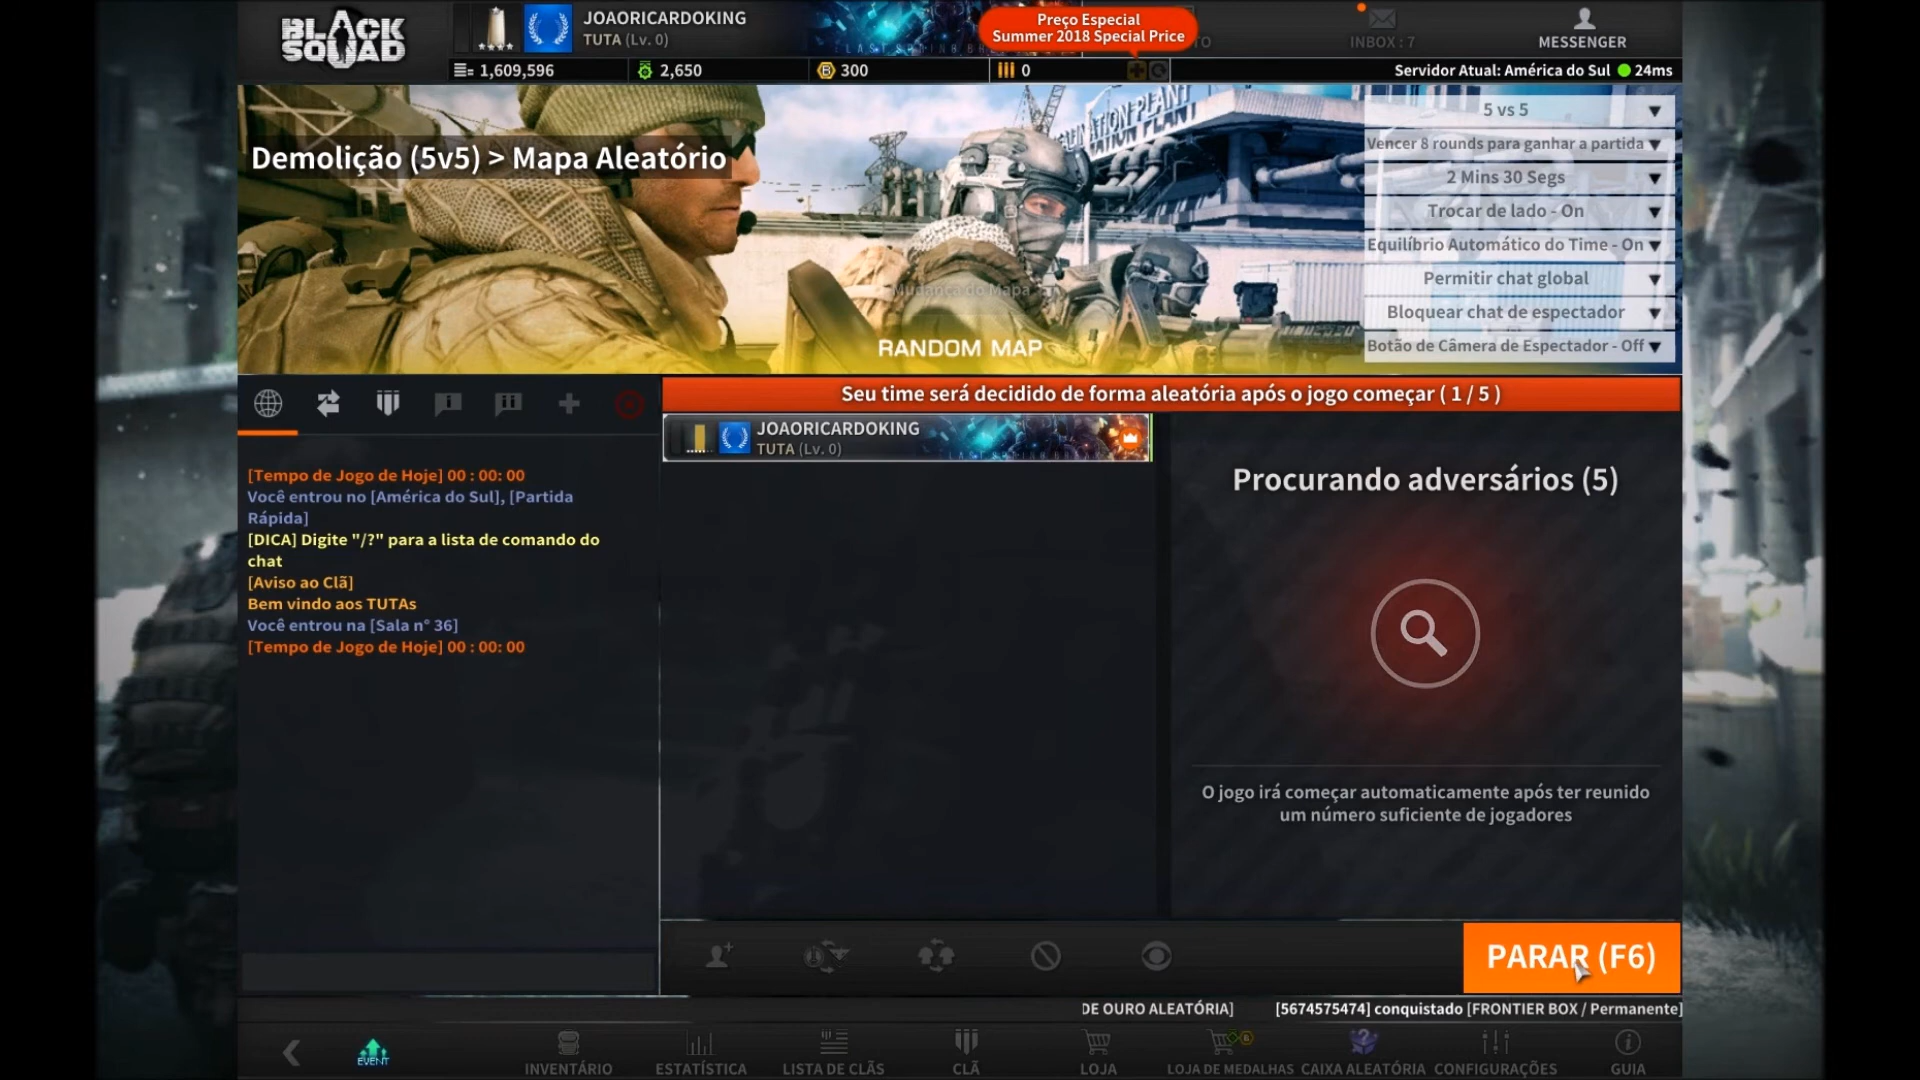 BLACK SQUAD
JOAORICARDOKING
TUTA (Lv. 0)
Preço Especial
Summer 2018 Special Price
INBOX : 7
MESSENGER
1,609,596
2,650
300
0
Servidor Atual: América do Sul 24ms
Demolição (5v5) > Mapa Aleatório
5 vs 5
Vencer 8 rounds para ganhar a partida
2 Mins 30 Segs
Trocar de lado - On
Equilíbrio Automático do Time - On
Permitir chat global
Bloquear chat de espectador
Botão de Câmera de Espectador - Off
Mudança do Mapa
RANDOM MAP
Seu time será decidido de forma aleatória após o jogo começar ( 1 / 5 )
JOAORICARDOKING
TUTA (Lv. 0)
Procurando adversários (5)
[Tempo de Jogo de Hoje] 00 : 00: 00
Você entrou no [América do Sul], [Partida
Rápida]
[DICA] Digite "/?" para a lista de comando do
chat
[Aviso ao Clã]
Bem vindo aos TUTAs
Você entrou na [Sala n° 36]
[Tempo de Jogo de Hoje] 00 : 00: 00
O jogo irá começar automaticamente após ter reunido
um número suficiente de jogadores
PARAR (F6)
DE OURO ALEATÓRIA] [5674575474] conquistado [FRONTIER BOX / Permanente]
EVENT
INVENTÁRIO
ESTATÍSTICA
LISTA DE CLÃS
CLÃ
LOJA
LOJA DE MEDALHAS
CAIXA ALEATÓRIA
CONFIGURAÇÕES
GUIA